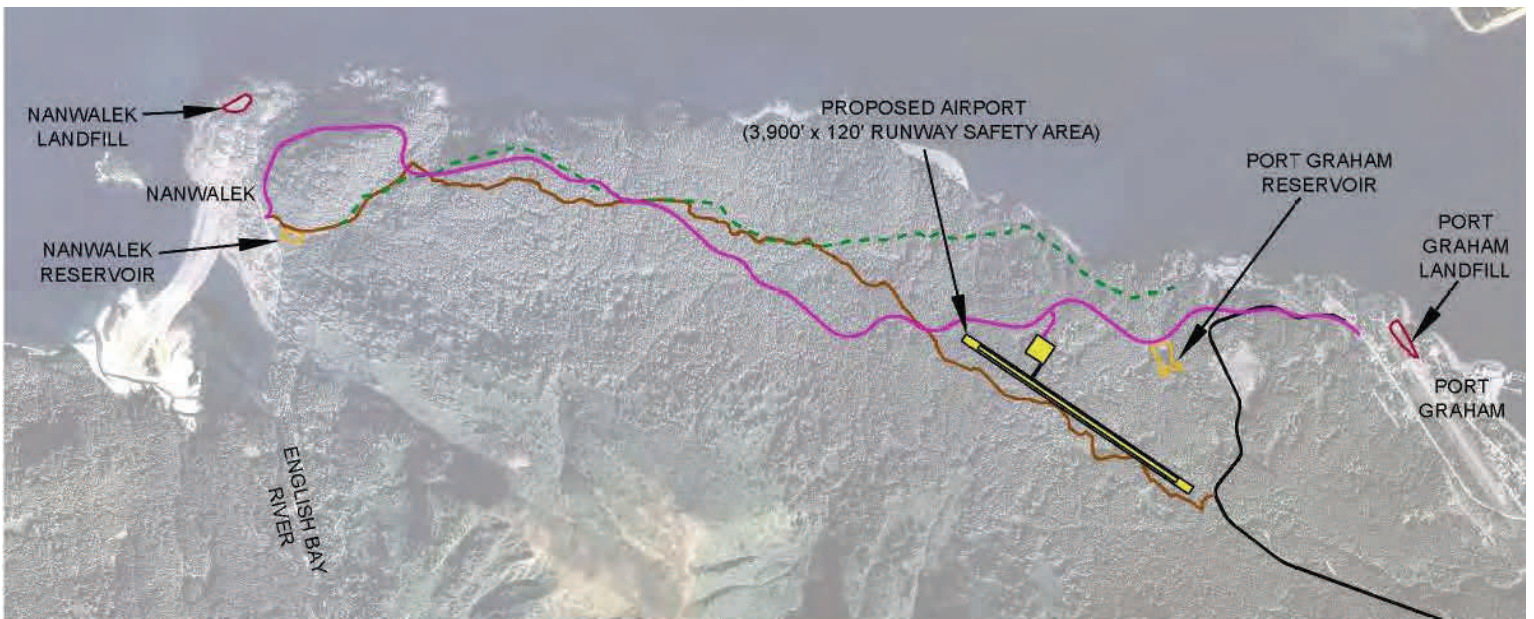 NANWALEK
LANDFILL
NANWALEK
NANWALEK
RESERVOIR
ENGLISH BAY
RIVER
PROPOSED AIRPORT
(3,900' x 120' RUNWAY SAFETY AREA)
PORT GRAHAM
RESERVOIR
PORT
GRAHAM
LANDFILL
PORT
GRAHAM